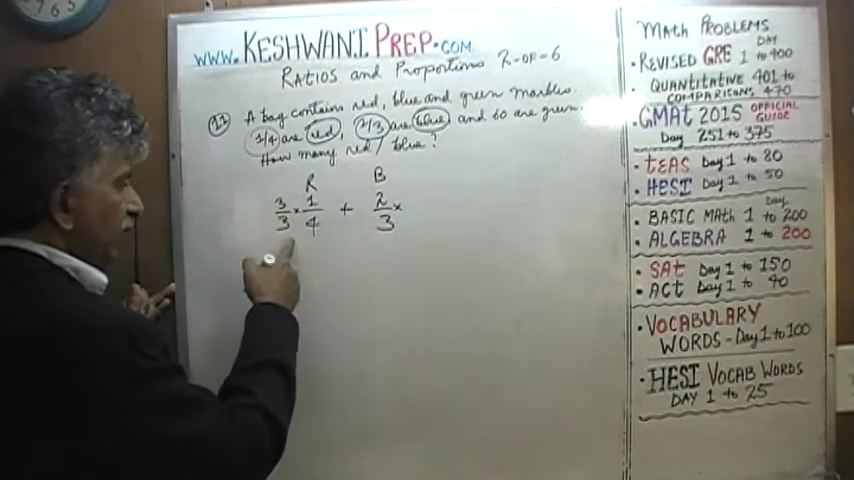 www.KESHWANIPREP.COM
RATIOS and Proportions 2-OF-6
A bag contains red, blue and green marbles.
1/4 are red, 2/3 are blue and 60 are green.
How many red / blue?
R B
3/3 × 1/4 + 2/3 ×
MATH PROBLEMS
DAY
• REVISED GRE 1 to 400
• QUANTITATIVE 401 to
COMPARISONS 470
• GMAT 2015 OFFICIAL GUIDE
Day 251 to 375
• TEAS Day 1 to 80
• HESI Day 1 to 50
Day
• BASIC MATH 1 to 200
• ALGEBRA 1 to 200
• SAT Day 1 to 150
• ACT Day 1 to 40
• VOCABULARY
WORDS - Day 1 to 100
• HESI VOCAB WORDS
DAY 1 to 25